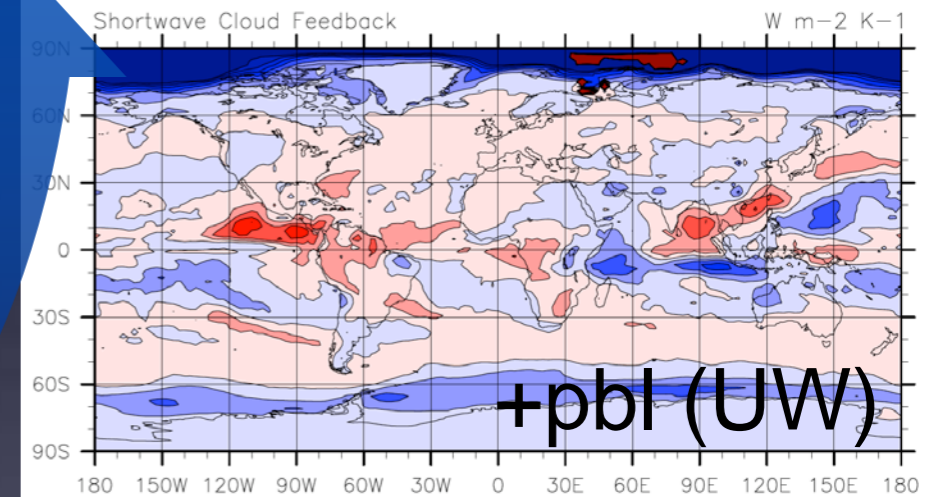 Shortwave Cloud Feedback W m−2 K−1
90N
60N
30N
0
30S
60S
+pbl (UW)
90S
180 150W 120W 90W 60W 30W 0 30E 60E 90E 120E 150E 180